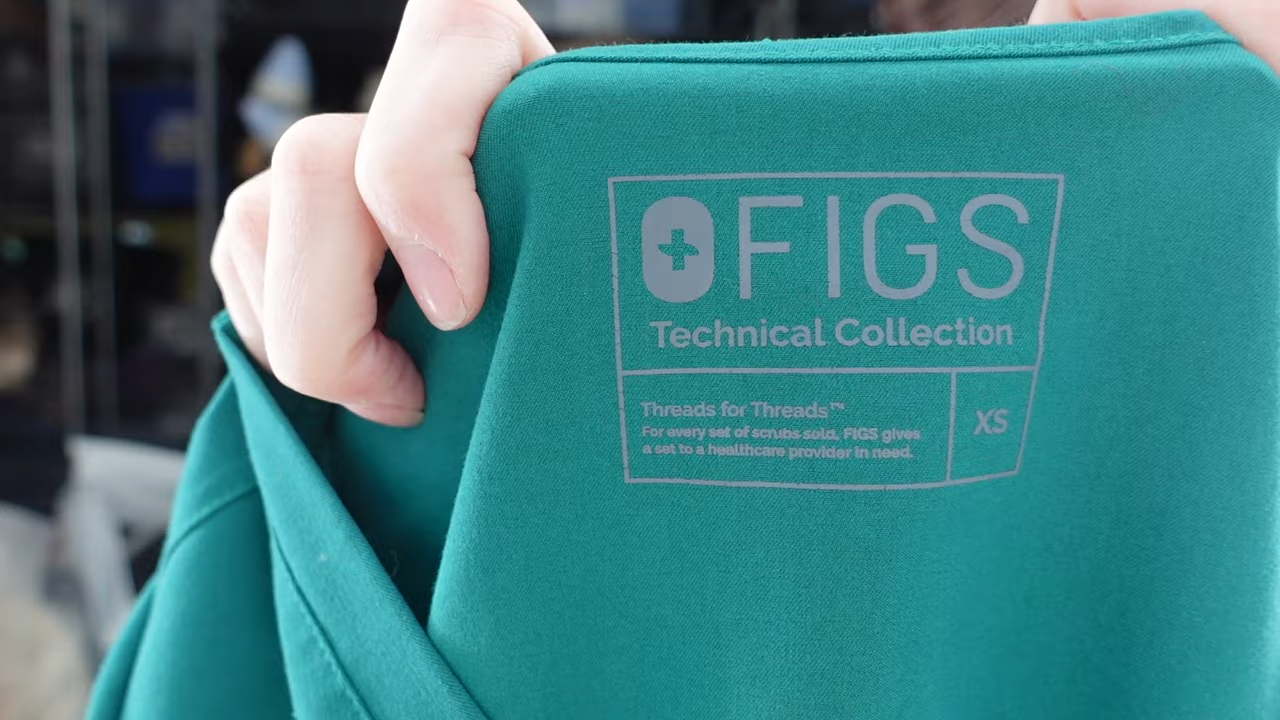 FIGS
Technical Collection
Threads for Threads™
For every set of scrubs sold, FIGS gives
a set to a healthcare provider in need.
XS